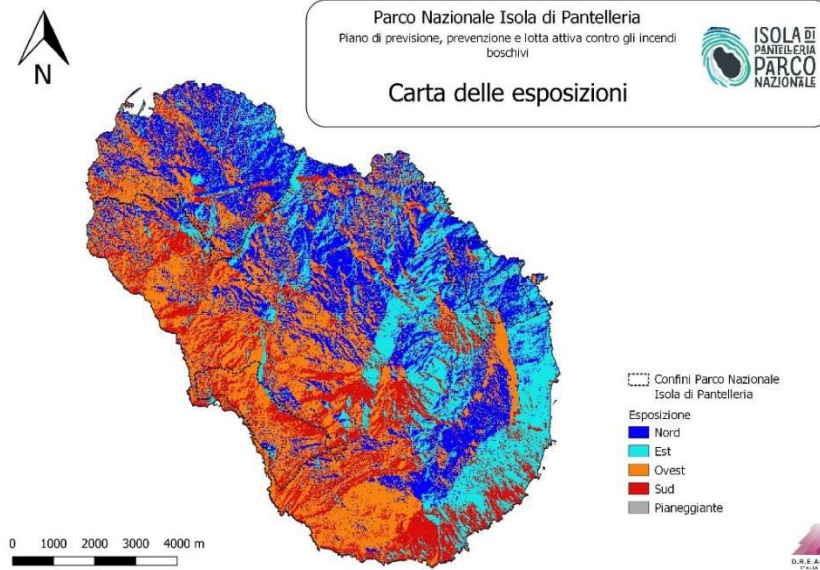 Parco Nazionale Isola di Pantelleria
Piano di previsione, prevenzione e lotta attiva contro gli incendi
boschivi
Carta delle esposizioni
ISOLA DI
PANTELLERIA
PARCO
NAZIONALE
N
Confini Parco Nazionale
Isola di Pantelleria
Esposizione
Nord
Est
Ovest
Sud
Pianeggiante
0 1000 2000 3000 4000 m
ITALIA